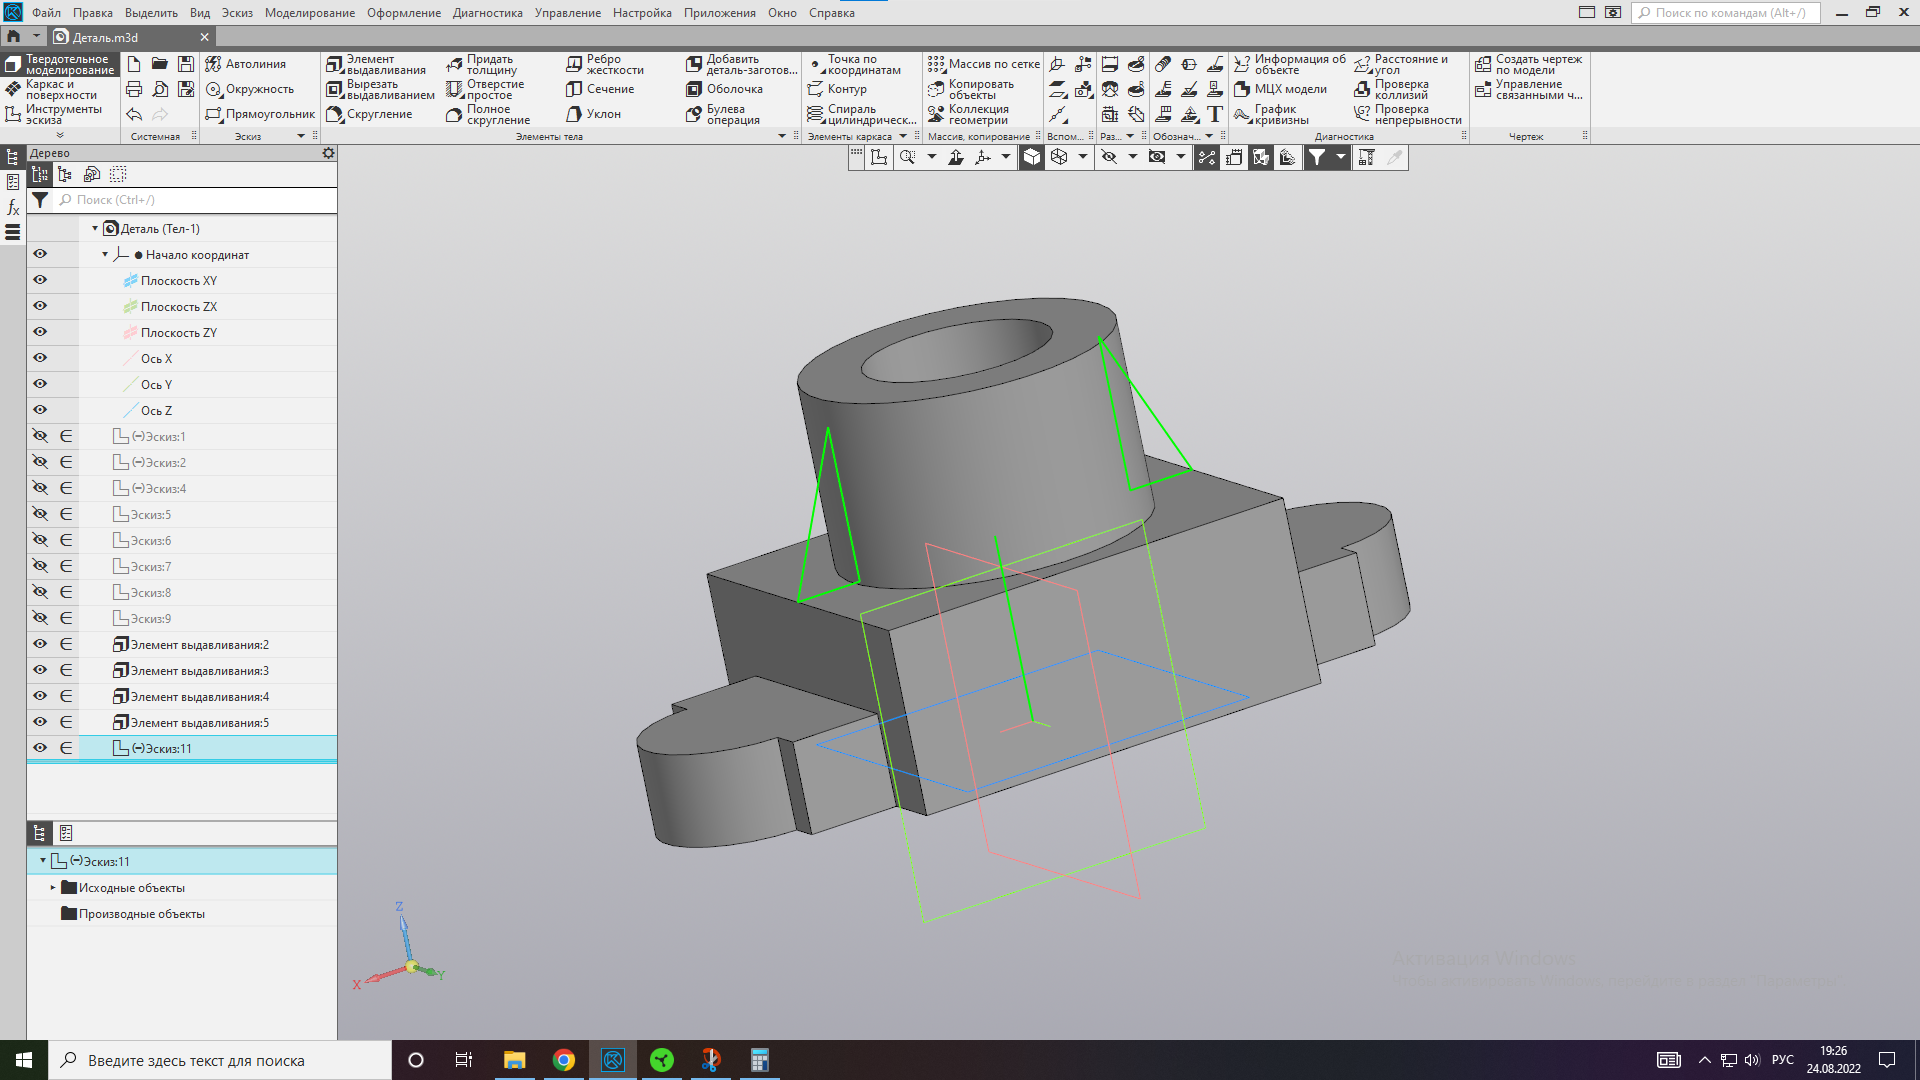 Файл Правка Выделить Вид Эскиз Моделирование Оформление Диагностика Управление Настройка Приложения Окно Справка
Поиск по командам (Alt+/)
Деталь.m3d
Твердотельное моделирование
Каркас и поверхности
Инструменты эскиза
Системная
Автолиния
Окружность
Прямоугольник
Эскиз
Элемент выдавливания
Вырезать выдавливанием
Скругление
Придать толщину
Отверстие простое
Полное скругление
Ребро жесткости
Сечение
Уклон
Добавить деталь-заготов...
Оболочка
Булева операция
Элементы тела
Точка по координатам
Контур
Спираль цилиндрическ...
Элементы каркаса
Массив по сетке
Копировать объекты
Коллекция геометрии
Массив, копирование
Вспом...
Раз...
Обознач...
Информация об объекте
МЦХ модели
График кривизны
Расстояние и угол
Проверка коллизий
Проверка непрерывности
Диагностика
Создать чертеж по модели
Управление связанными ч...
Чертеж
Дерево
Поиск (Ctrl+/)
Деталь (Тел-1)
Начало координат
Плоскость XY
Плоскость ZX
Плоскость ZY
Ось X
Ось Y
Ось Z
(-)Эскиз:1
(-)Эскиз:2
(-)Эскиз:4
Эскиз:5
Эскиз:6
Эскиз:7
Эскиз:8
Эскиз:9
Элемент выдавливания:2
Элемент выдавливания:3
Элемент выдавливания:4
Элемент выдавливания:5
(-)Эскиз:11
(-)Эскиз:11
Исходные объекты
Производные объекты
Z
X
Y
Активация Windows
Введите здесь текст для поиска
РУС
19:26
24.08.2022